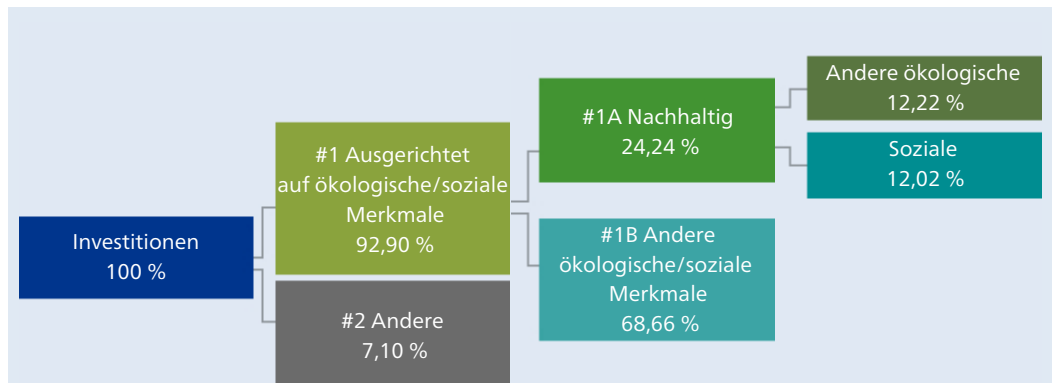 Investitionen
100 %
#1 Ausgerichtet
auf ökologische/soziale
Merkmale
92,90 %
#2 Andere
7,10 %
#1A Nachhaltig
24,24 %
#1B Andere
ökologische/soziale
Merkmale
68,66 %
Andere ökologische
12,22 %
Soziale
12,02 %